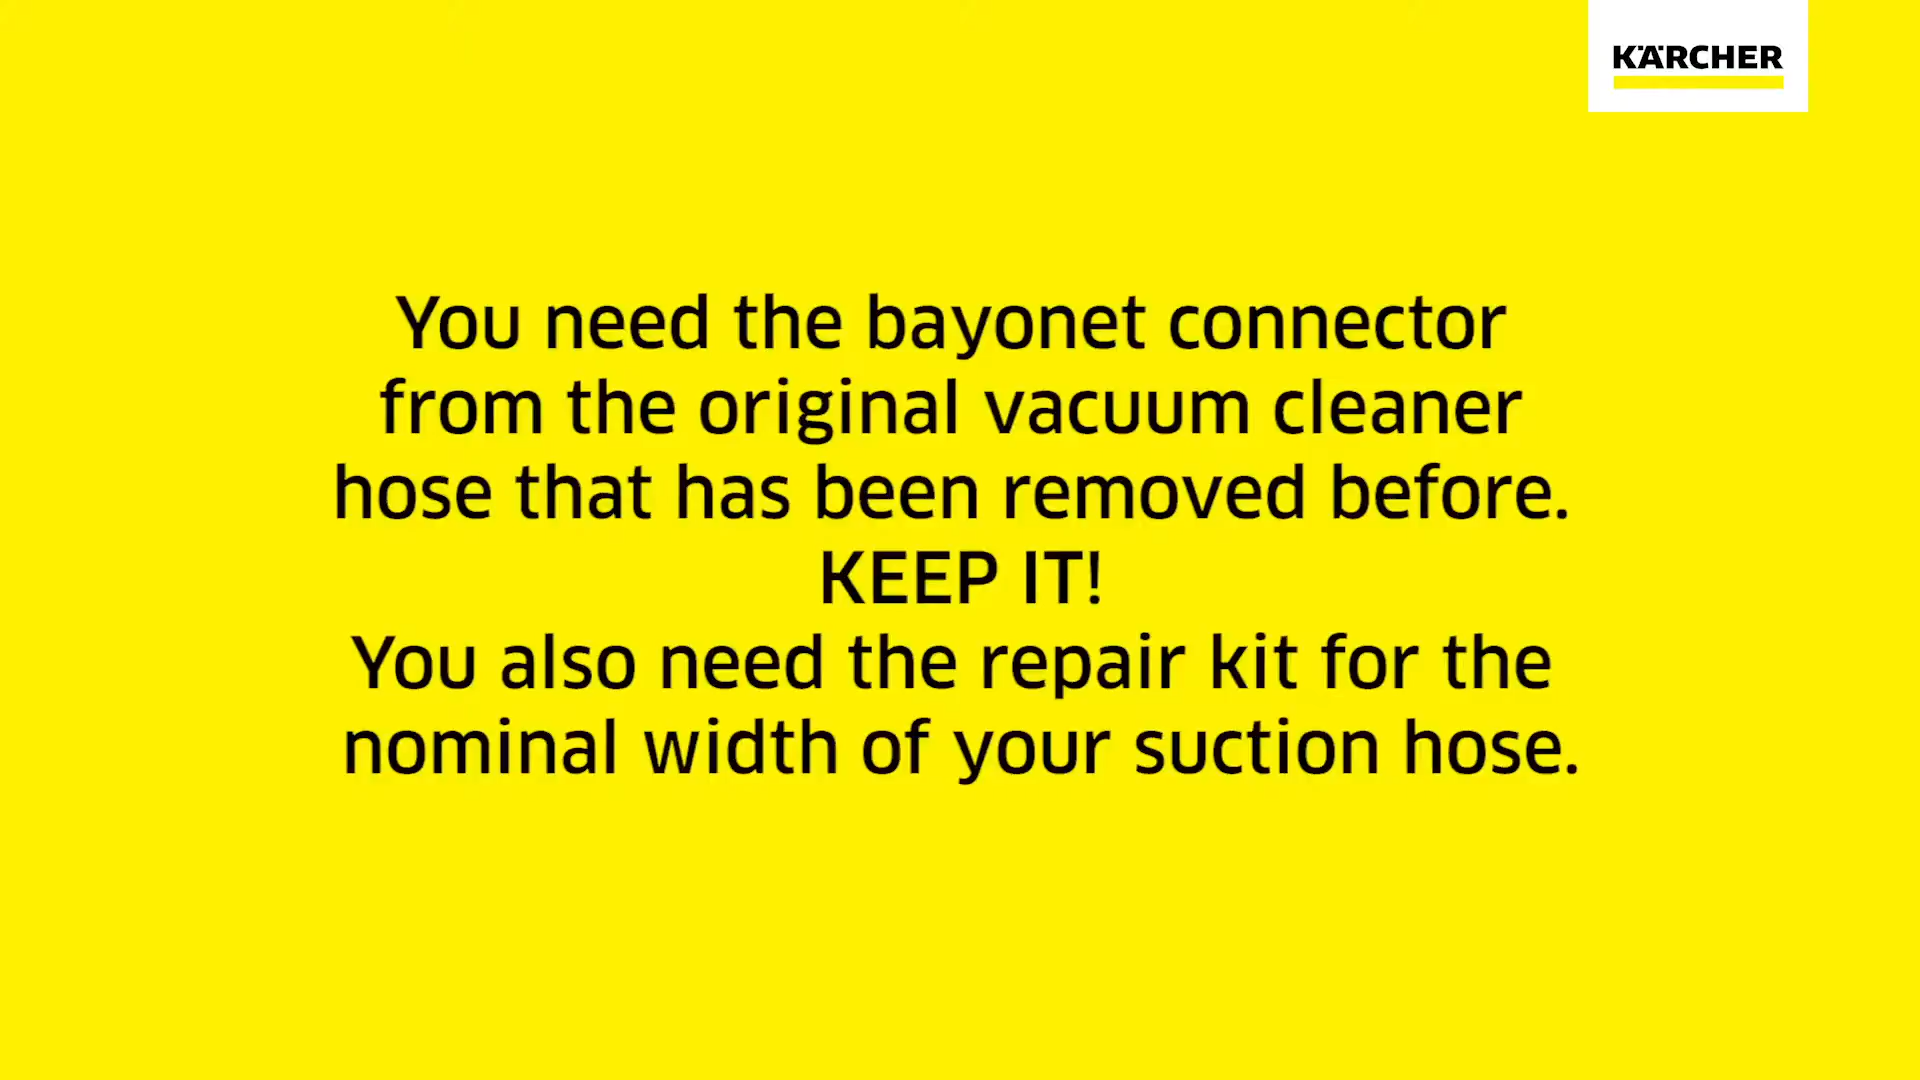 KÄRCHER
You need the bayonet connector
from the original vacuum cleaner
hose that has been removed before.
KEEP IT!
You also need the repair kit for the
nominal width of your suction hose.